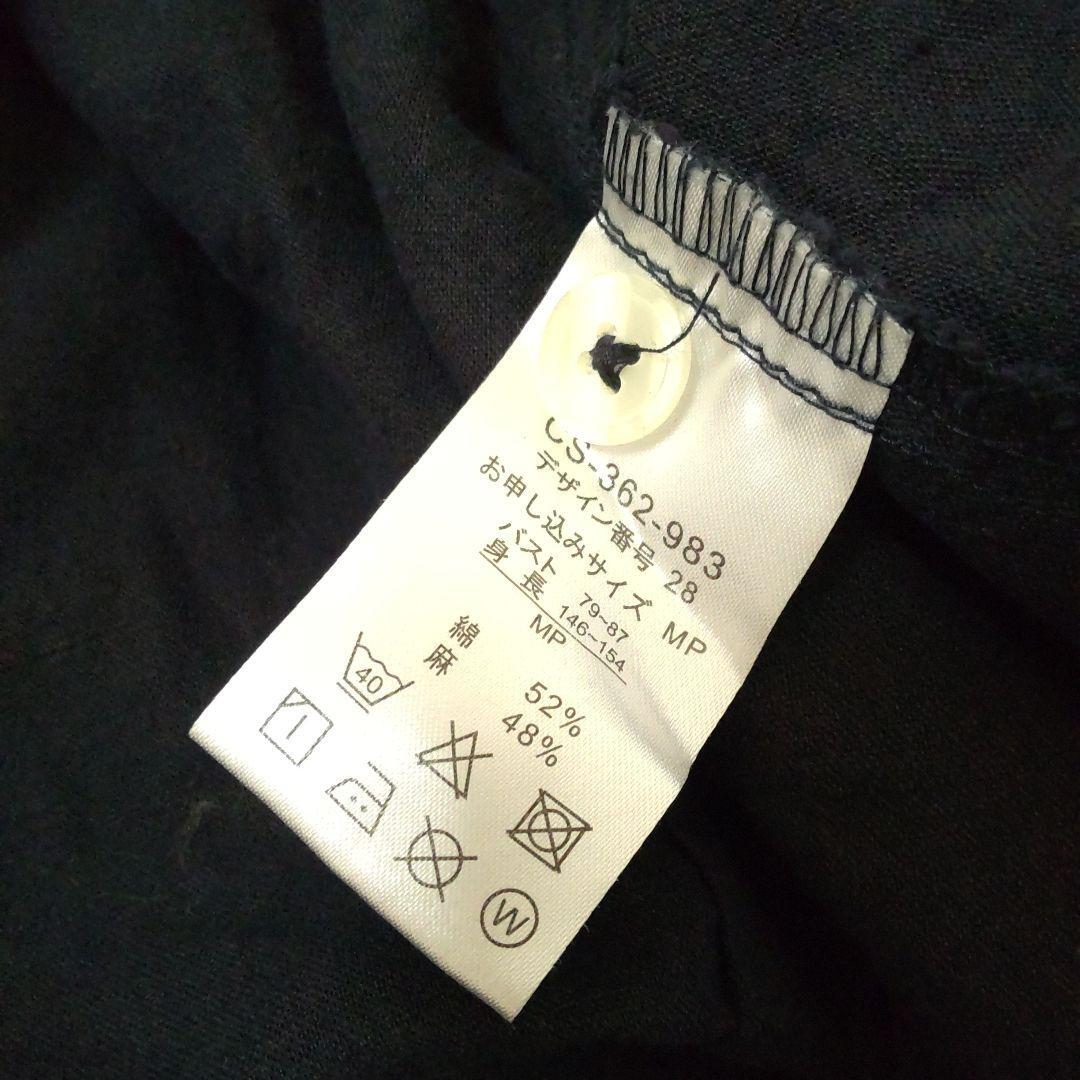 CS-362-983
デザイン番号 28
お申し込みサイズ MP
バスト 79~87
身長 146~154
MP
綿 52%
麻 48%
40
W